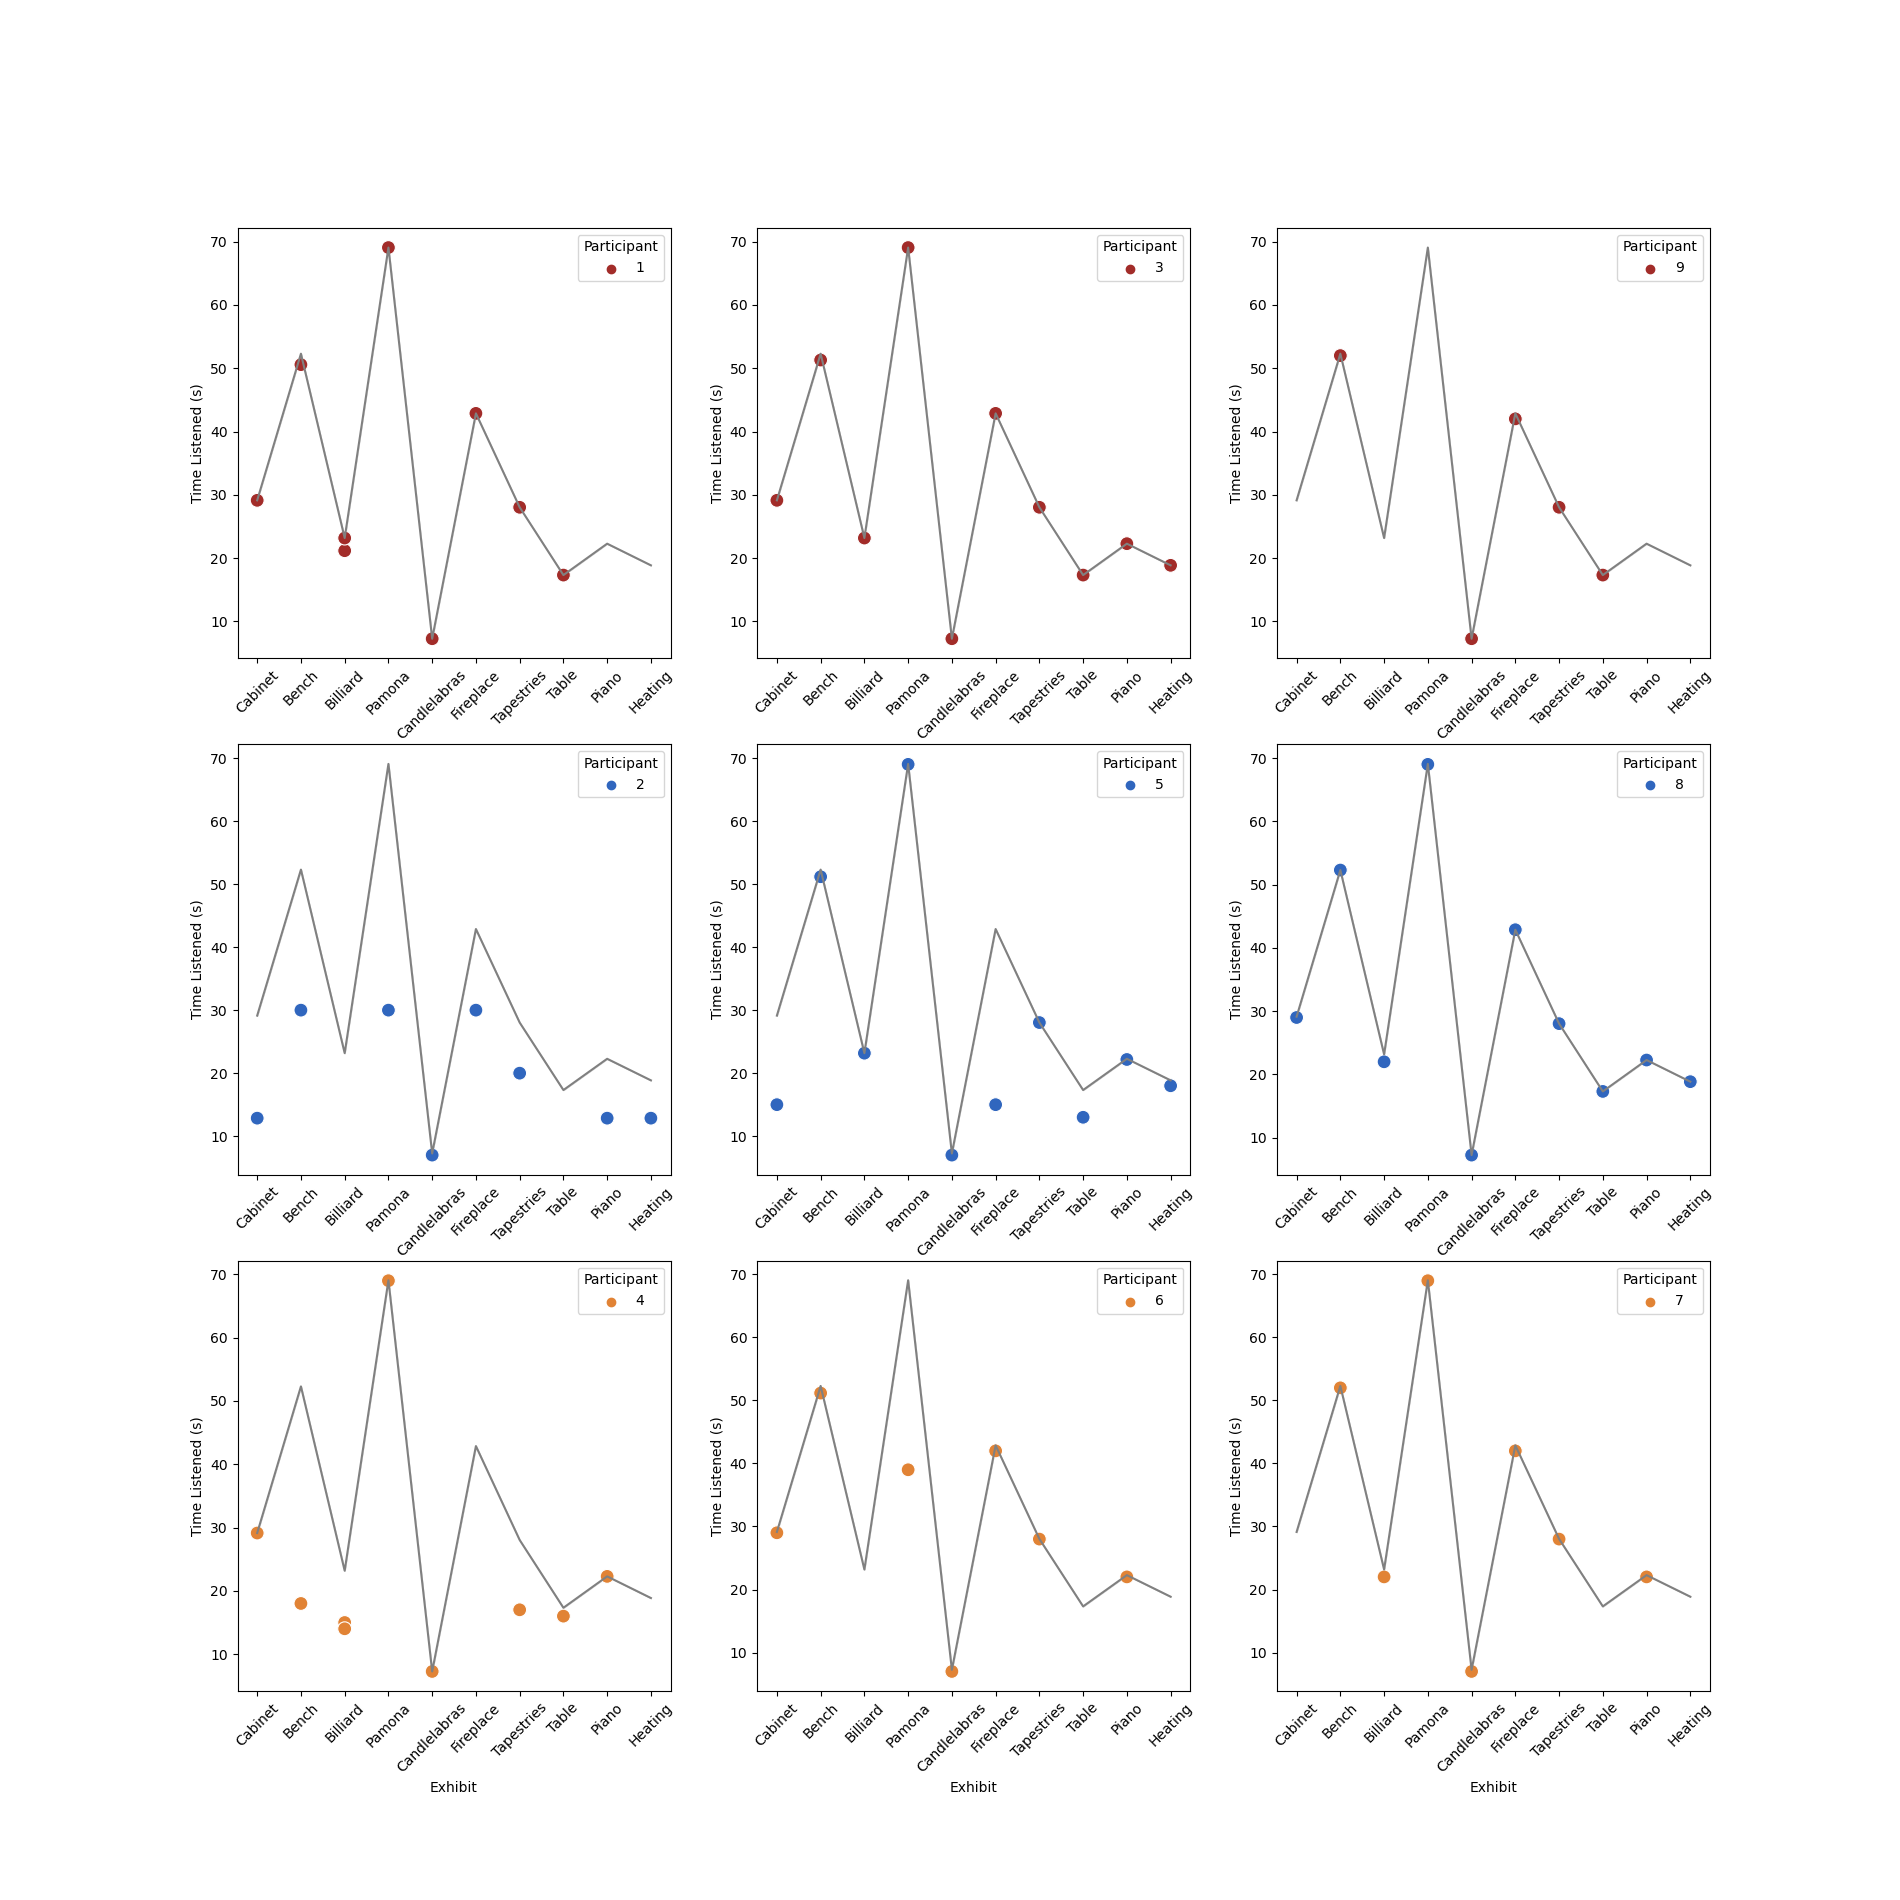 Participant
1
Time Listened (s)
70
60
50
40
30
20
10
Cabinet
Bench
Billiard
Pamona
Candlelabras
Fireplace
Tapestries
Table
Piano
Heating
Participant
3
Time Listened (s)
70
60
50
40
30
20
10
Cabinet
Bench
Billiard
Pamona
Candlelabras
Fireplace
Tapestries
Table
Piano
Heating
Participant
9
Time Listened (s)
70
60
50
40
30
20
10
Cabinet
Bench
Billiard
Pamona
Candlelabras
Fireplace
Tapestries
Table
Piano
Heating
Participant
2
Time Listened (s)
70
60
50
40
30
20
10
Cabinet
Bench
Billiard
Pamona
Candlelabras
Fireplace
Tapestries
Table
Piano
Heating
Participant
5
Time Listened (s)
70
60
50
40
30
20
10
Cabinet
Bench
Billiard
Pamona
Candlelabras
Fireplace
Tapestries
Table
Piano
Heating
Participant
8
Time Listened (s)
70
60
50
40
30
20
10
Cabinet
Bench
Billiard
Pamona
Candlelabras
Fireplace
Tapestries
Table
Piano
Heating
Participant
4
Time Listened (s)
70
60
50
40
30
20
10
Cabinet
Bench
Billiard
Pamona
Candlelabras
Fireplace
Tapestries
Table
Piano
Heating
Exhibit
Participant
6
Time Listened (s)
70
60
50
40
30
20
10
Cabinet
Bench
Billiard
Pamona
Candlelabras
Fireplace
Tapestries
Table
Piano
Heating
Exhibit
Participant
7
Time Listened (s)
70
60
50
40
30
20
10
Cabinet
Bench
Billiard
Pamona
Candlelabras
Fireplace
Tapestries
Table
Piano
Heating
Exhibit